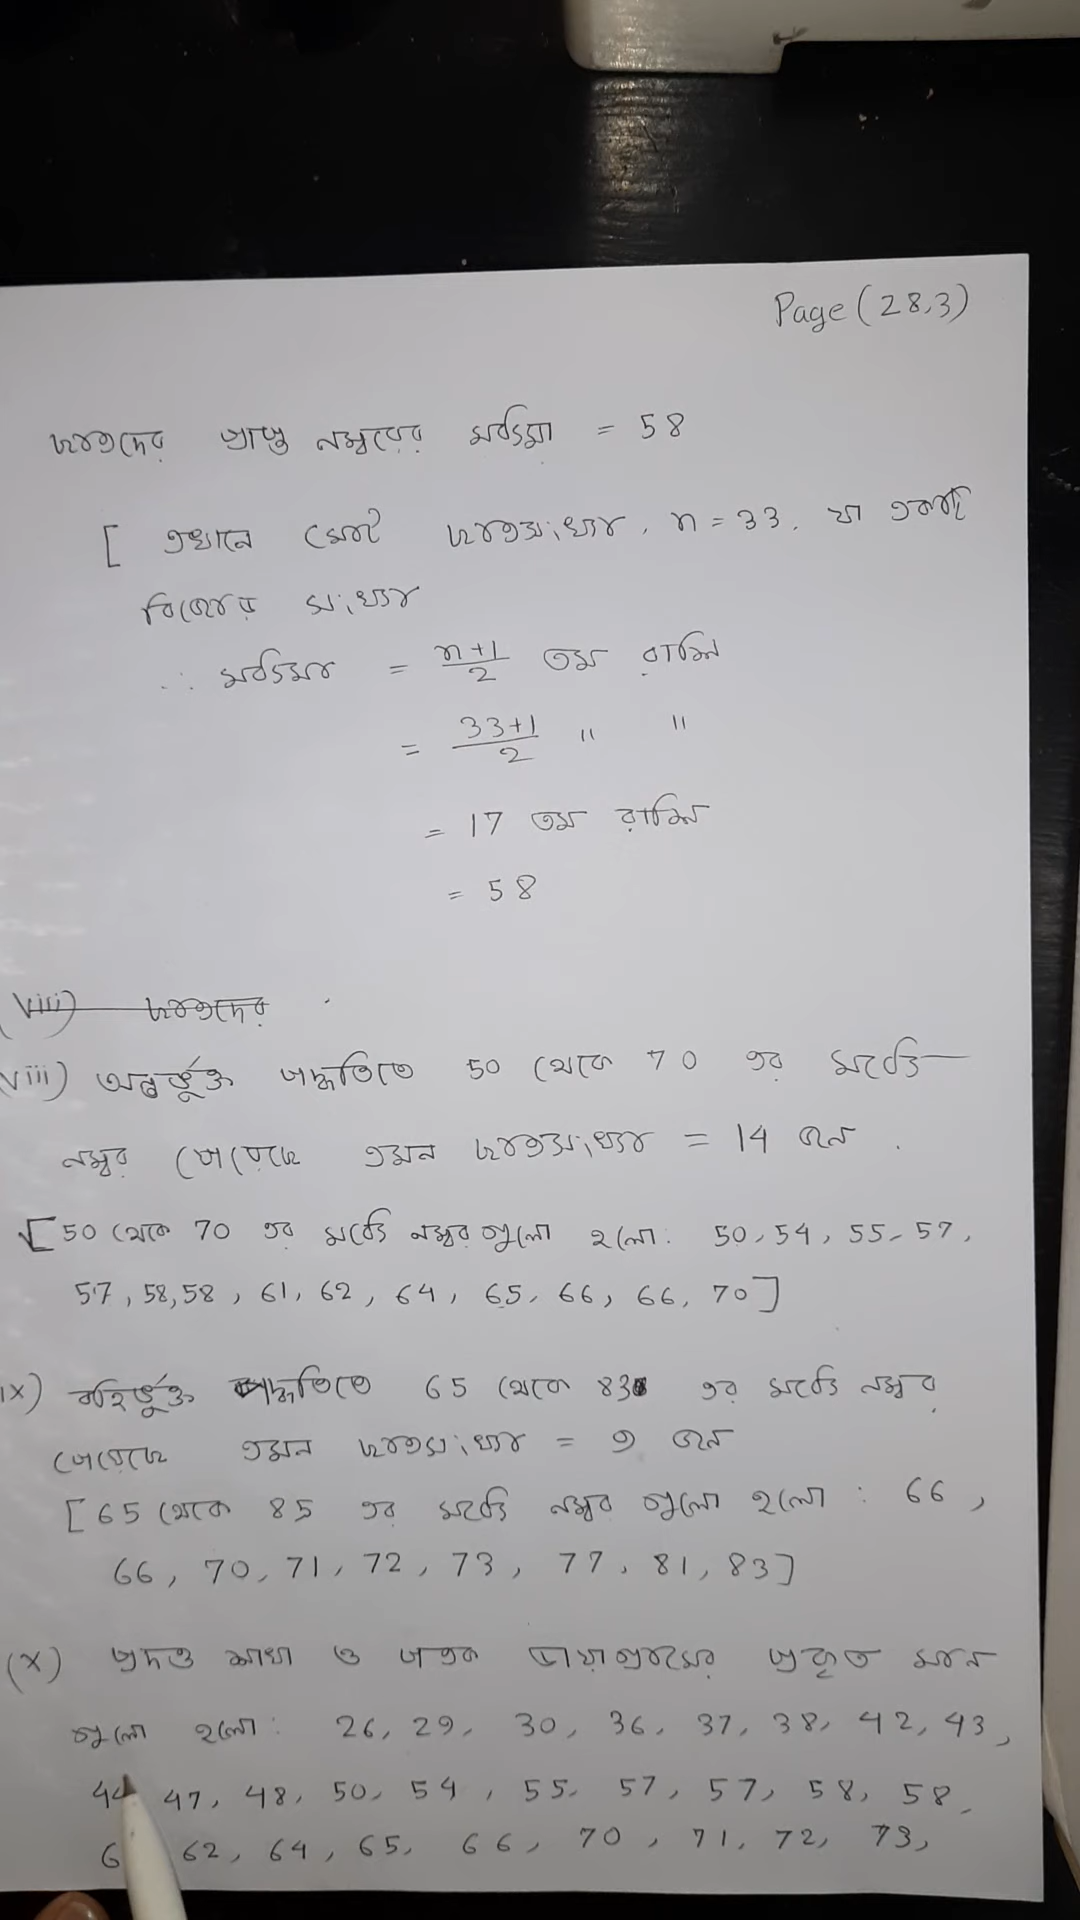 Page (28,3)
ছাত্রদের প্রাপ্ত নম্বরের মধ্যমা = 58
[ এখানে মোট ছাত্রসংখ্যা, n = 33. যা একটি
বিজোড় সংখ্যা
∴ মধ্যমা = n+1/2 তম রাশি
= 33+1/2 " "
= 17 তম রাশি
= 58
(viii) ছাত্রদের
viii) অন্তর্ভুক্ত পদ্ধতিতে 50 থেকে 70 এর মধ্যে
নম্বর পেয়েছে এমন ছাত্রসংখ্যা = 14 জন .
[50 থেকে 70 এর মধ্যে নম্বর গুলো হলো: 50, 54, 55, 57,
57, 58, 58, 61, 62, 64, 65, 66, 66, 70]
ix) বহির্ভুক্ত পদ্ধতিতে 65 থেকে 83 এর মধ্যে নম্বর
পেয়েছে এমন ছাত্রসংখ্যা = 9 জন
[65 থেকে 85 এর মধ্যে নম্বর গুলো হলো : 66,
66, 70, 71, 72, 73, 77, 81, 83]
(x) প্রদত্ত শাখা ও পত্রক ডায়াগ্রামের প্রকৃত মান
গুলো হলো: 26, 29, 30, 36, 37, 38, 42, 43,
44 47, 48, 50, 54, 55, 57, 57, 58, 58,
62, 64, 65, 66, 70, 71, 72, 73,